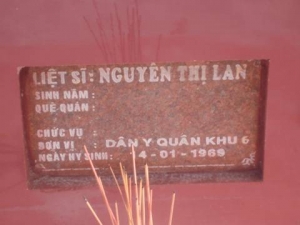 LIỆT SĨ: NGUYỄN THỊ LAN
SINH NĂM:
QUÊ QUÁN:
CHỨC VỤ :
ĐƠN VỊ : DÂN Y QUÂN KHU 6
NGÀY HY SINH: 4-01-1968